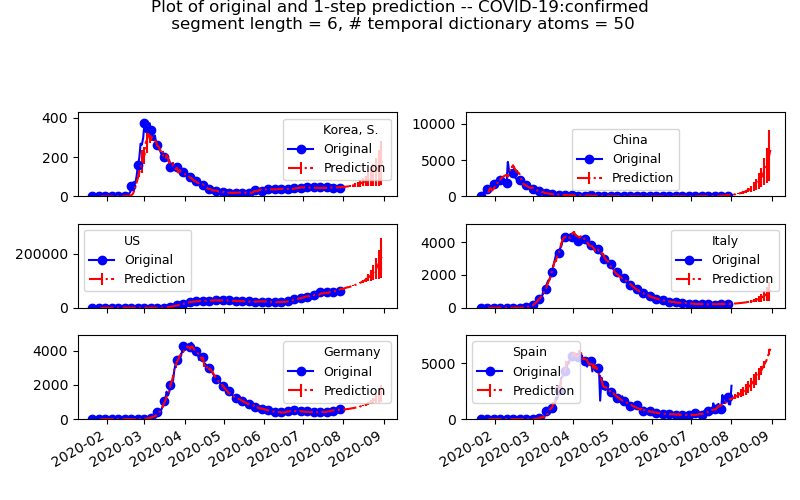 Plot of original and 1-step prediction -- COVID-19:confirmed
segment length = 6, # temporal dictionary atoms = 50
400
200
0
Korea, S.
Original
Prediction
10000
5000
0
China
Original
Prediction
200000
0
US
Original
Prediction
4000
2000
0
Italy
Original
Prediction
4000
2000
0
Germany
Original
Prediction
5000
0
Spain
Original
Prediction
2020-02
2020-03
2020-04
2020-05
2020-06
2020-07
2020-08
2020-09
2020-02
2020-03
2020-04
2020-05
2020-06
2020-07
2020-08
2020-09